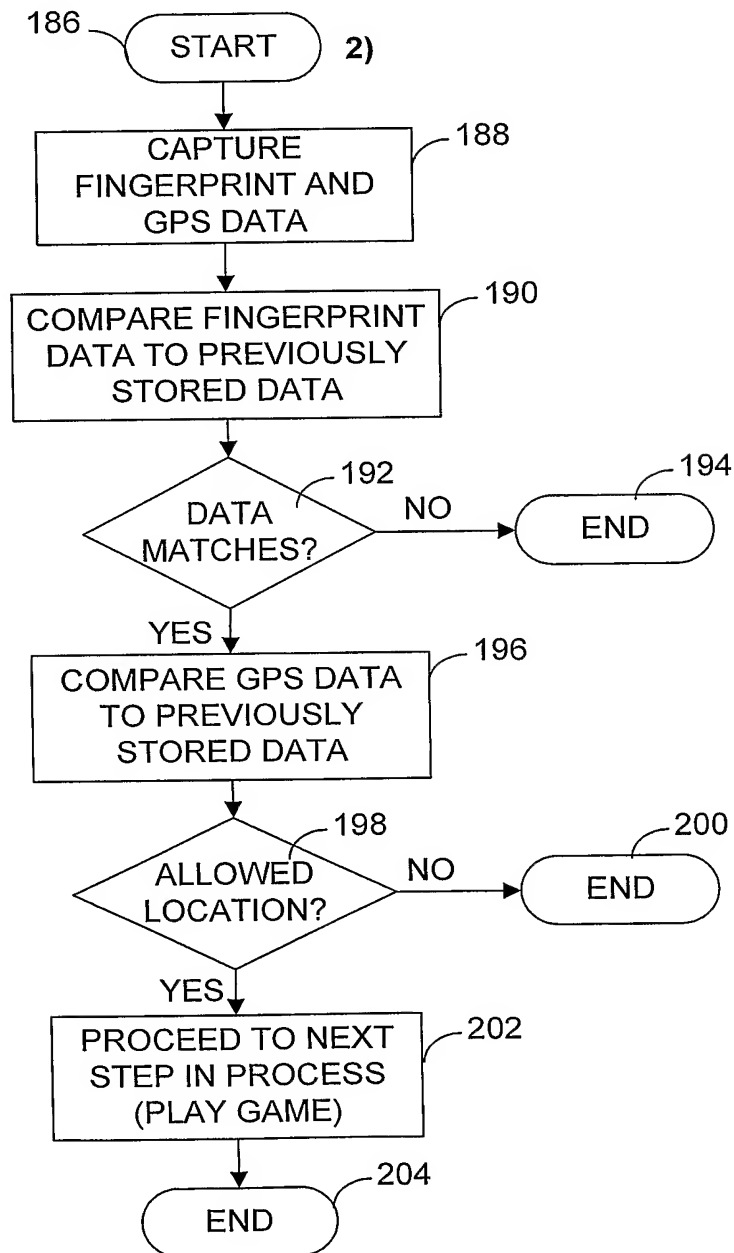 186
START
2)
CAPTURE
FINGERPRINT AND
GPS DATA
188
COMPARE FINGERPRINT
DATA TO PREVIOUSLY
STORED DATA
190
DATA
MATCHES?
192
NO
END
194
YES
COMPARE GPS DATA
TO PREVIOUSLY
STORED DATA
196
ALLOWED
LOCATION?
198
NO
END
200
YES
PROCEED TO NEXT
STEP IN PROCESS
(PLAY GAME)
202
END
204